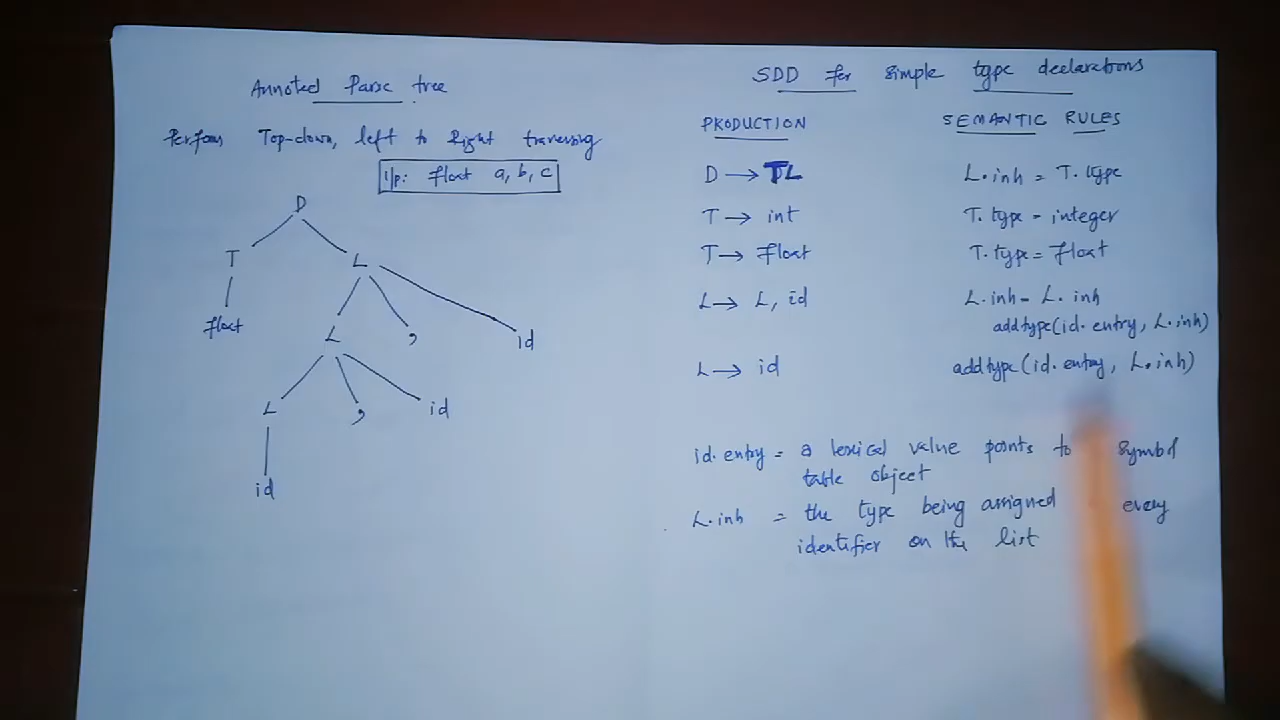 Annoted Parse tree
Perfom Top-down, left to Right traversing
i/p: float a, b, c
D
T L
float
L , id
L , id
id
SDD for simple type declarations
PRODUCTION SEMANTIC RULES
D → TL L.inh = T.type
T → int T.type = integer
T → float T.type = float
L → L, id L.inh = L.inh
addtype(id.entry, L.inh)
L → id addtype(id.entry, L.inh)
id.entry = a lexical value points to symbol
table object
L.inh = the type being assigned every
identifier on the list